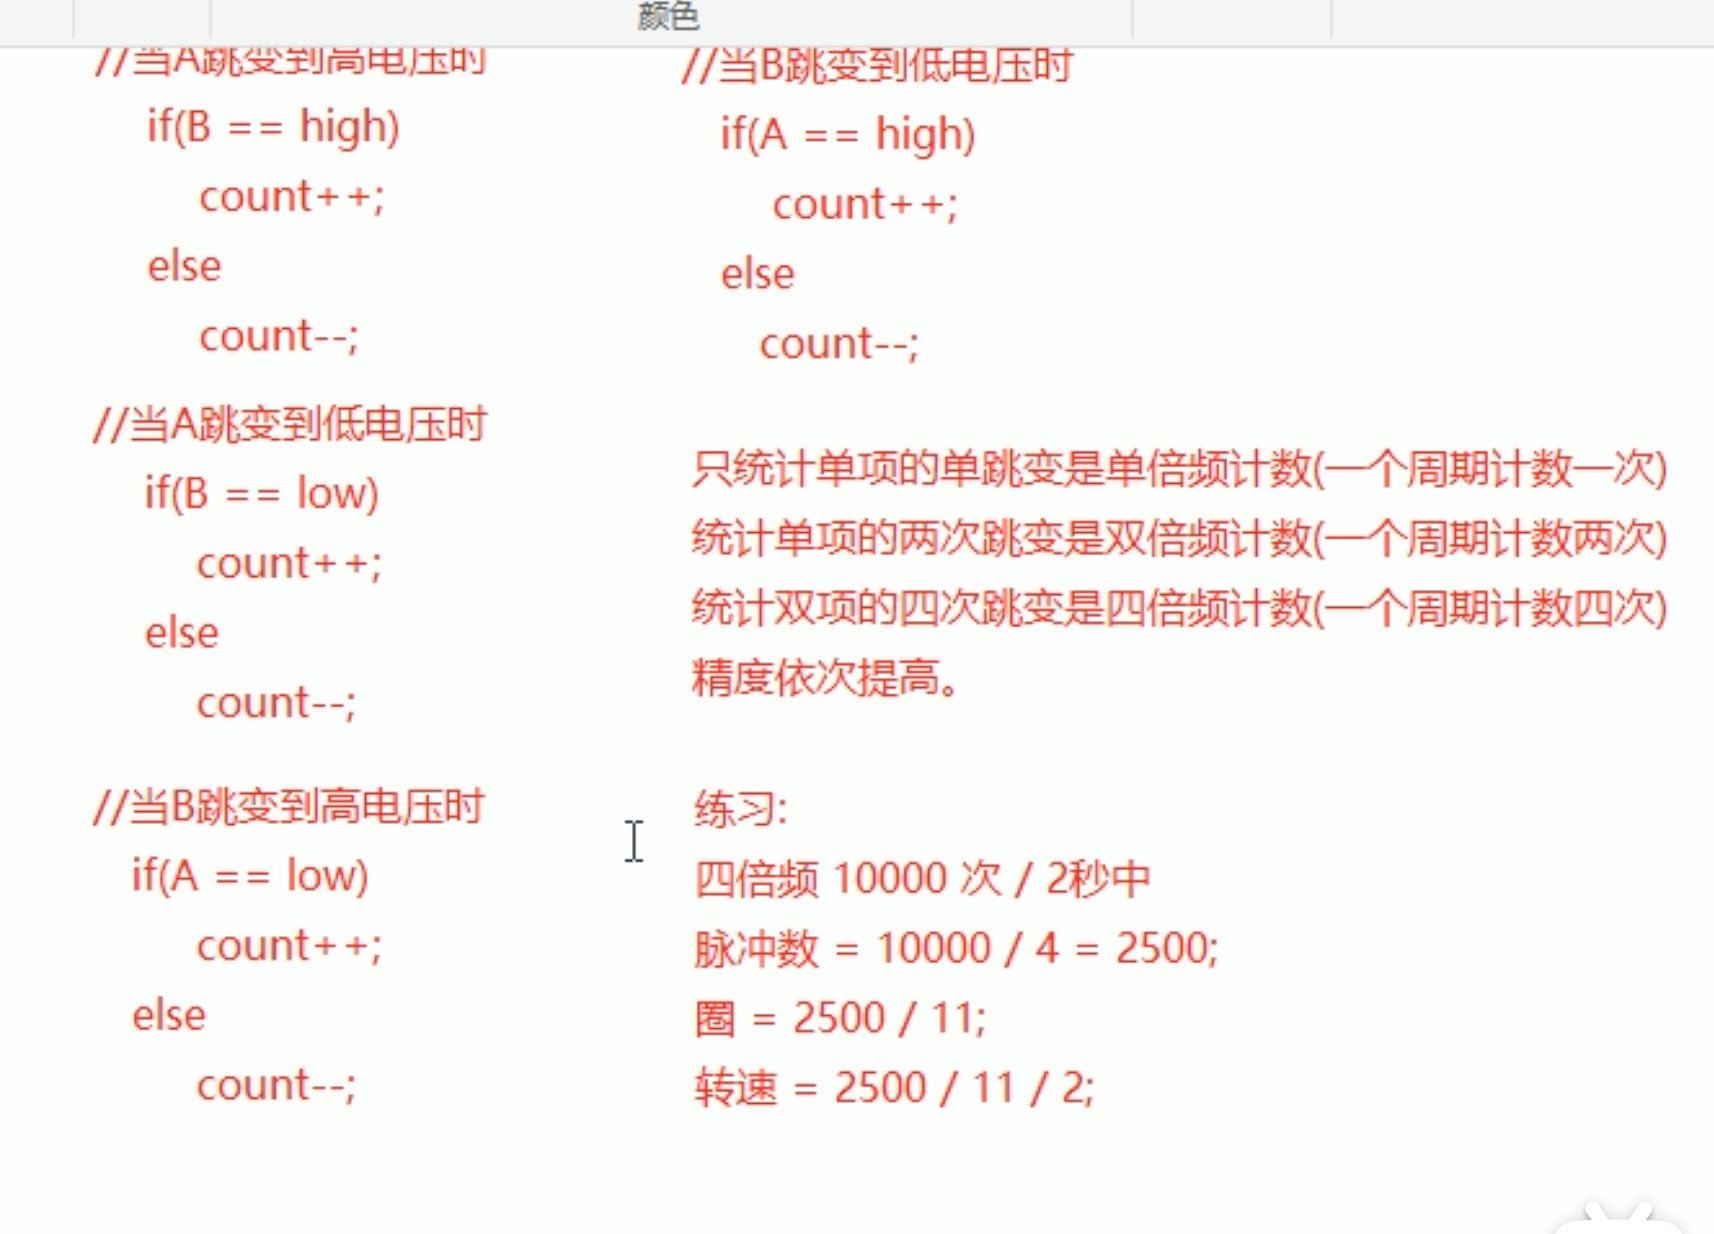 颜色
//当A跳变到高电压时
if(B == high)
count++;
else
count--;
//当A跳变到低电压时
if(B == low)
count++;
else
count--;
//当B跳变到高电压时
if(A == low)
count++;
else
count--;
//当B跳变到低电压时
if(A == high)
count++;
else
count--;
只统计单项的单跳变是单倍频计数(一个周期计数一次)
统计单项的两次跳变是双倍频计数(一个周期计数两次)
统计双项的四次跳变是四倍频计数(一个周期计数四次)
精度依次提高。
练习:
四倍频 10000 次 / 2秒中
脉冲数 = 10000 / 4 = 2500;
圈 = 2500 / 11;
转速 = 2500 / 11 / 2;